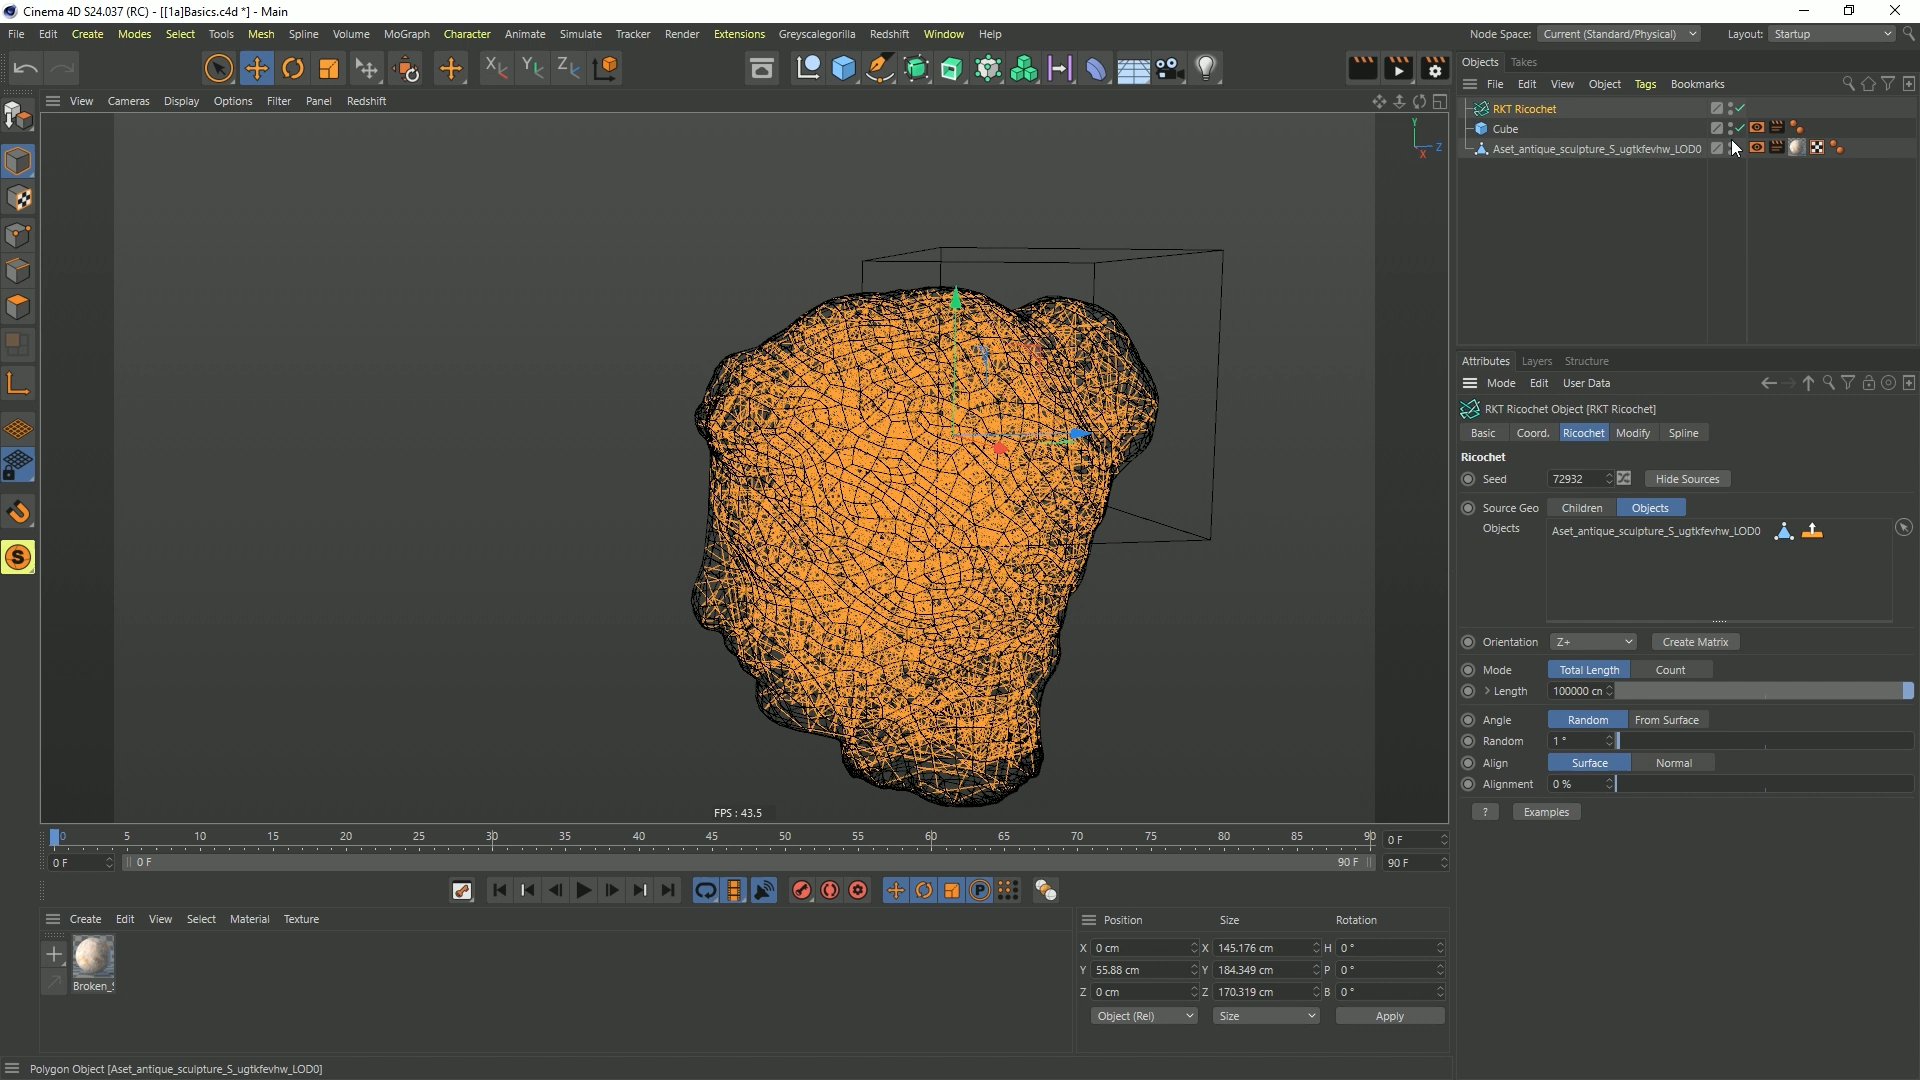 Cinema 4D S24.037 (RC) - [[1a]Basics.c4d *] - Main
File Edit Create Modes Select Tools Mesh Spline Volume MoGraph Character Animate Simulate Tracker Render Extensions Greyscalegorilla Redshift Window Help
Node Space: Current (Standard/Physical) Layout: Startup
Objects Takes
File Edit View Object Tags Bookmarks
View Cameras Display Options Filter Panel Redshift
RKT Ricochet
Cube
Aset_antique_sculpture_S_ugtkfevhw_LOD0
Y
Z
X
Attributes Layers Structure
Mode Edit User Data
RKT Ricochet Object [RKT Ricochet]
Basic Coord. Ricochet Modify Spline
Ricochet
Seed 72932 Hide Sources
Source Geo Children Objects
Objects Aset_antique_sculpture_S_ugtkfevhw_LOD0
Orientation Z+ Create Matrix
Mode Total Length Count
> Length 100000 cn
Angle Random From Surface
Random 1 °
Align Surface Normal
Alignment 0 %
? Examples
FPS : 43.5
0 5 10 15 20 25 30 35 40 45 50 55 60 65 70 75 80 85 90 0 F
0 F 0 F 90 F 90 F
Create Edit View Select Material Texture
Broken_S
Position Size Rotation
X 0 cm X 145.176 cm H 0 °
Y 55.88 cm Y 184.349 cm P 0 °
Z 0 cm Z 170.319 cm B 0 °
Object (Rel) Size Apply
Polygon Object [Aset_antique_sculpture_S_ugtkfevhw_LOD0]